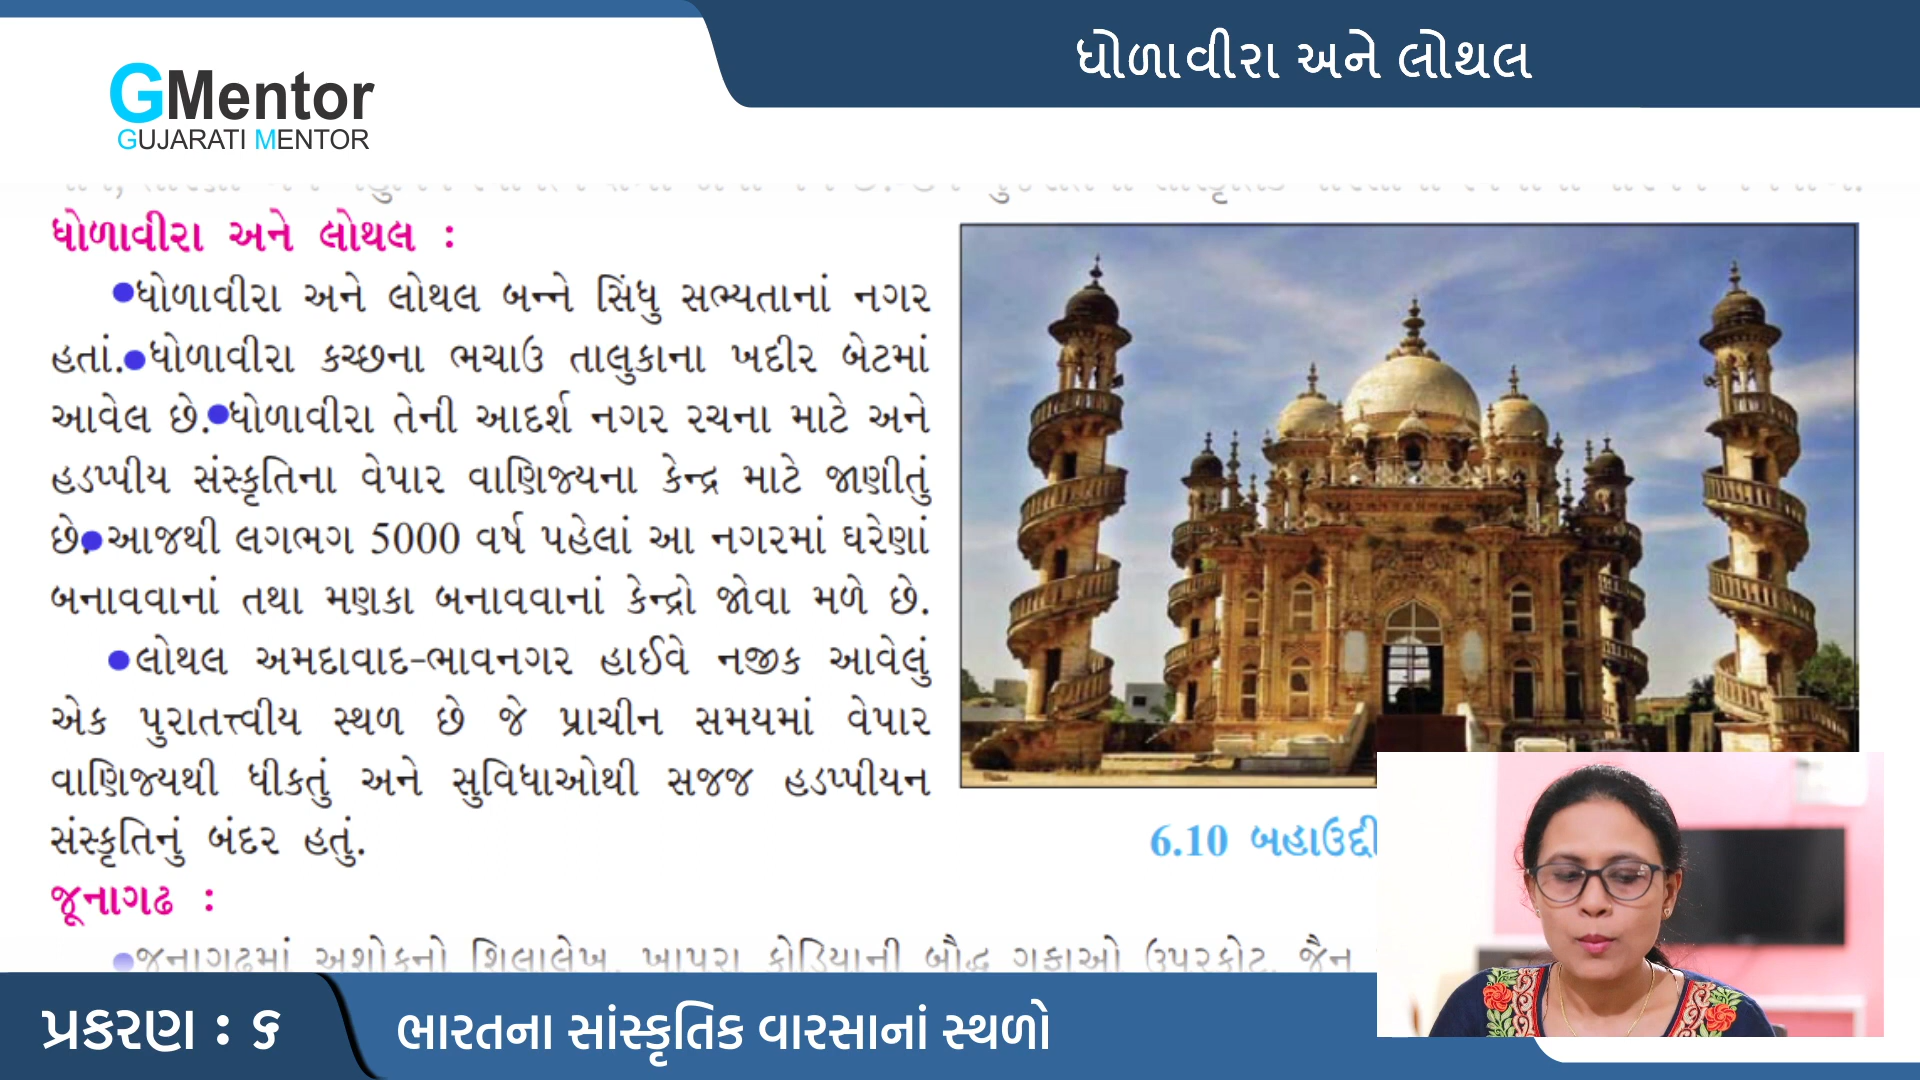 ધોળાવીરા અને લોથલ
GMentor
GUJARATI MENTOR
ધોળાવીરા અને લોથલ :
ધોળાવીરા અને લોથલ બન્ને સિંધુ સભ્યતાનાં નગર
હતાં. ધોળાવીરા કચ્છના ભચાઉ તાલુકાના ખદીર બેટમાં
આવેલ છે. ધોળાવીરા તેની આદર્શ નગર રચના માટે અને
હડપ્પીય સંસ્કૃતિના વેપાર વાણિજ્યના કેન્દ્ર માટે જાણીતું
છે. આજથી લગભગ 5000 વર્ષ પહેલાં આ નગરમાં ઘરેણાં
બનાવવાનાં તથા મણકા બનાવવાનાં કેન્દ્રો જોવા મળે છે.
લોથલ અમદાવાદ-ભાવનગર હાઈવે નજીક આવેલું
એક પુરાતત્ત્વીય સ્થળ છે જે પ્રાચીન સમયમાં વેપાર
વાણિજ્યથી ધીકતું અને સુવિધાઓથી સજજ હડપ્પીયન
સંસ્કૃતિનું બંદર હતું.
6.10 બહાઉદ્દી
જૂનાગઢ :
જૂનાગઢમાં અશોકનો શિલાલેખ, ખાપરા કોડિયાની બૌદ્ધ ગુફાઓ ઉપરકોટ, જૈન
પ્રકરણ : ૬
ભારતના સાંસ્કૃતિક વારસાનાં સ્થળો